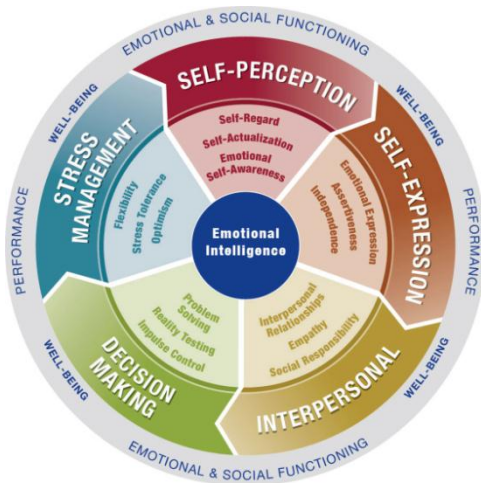 EMOTIONAL & SOCIAL FUNCTIONING
WELL-BEING
WELL-BEING
PERFORMANCE
PERFORMANCE
WELL-BEING
WELL-BEING
EMOTIONAL & SOCIAL FUNCTIONING
SELF-PERCEPTION
Self-Regard
Self-Actualization
Emotional
Self-Awareness
SELF-EXPRESSION
Emotional Expression
Assertiveness
Independence
INTERPERSONAL
Interpersonal
Relationships
Empathy
Social Responsibility
DECISION
MAKING
Problem
Solving
Reality Testing
Impulse Control
STRESS
MANAGEMENT
Flexibility
Stress Tolerance
Optimism
Emotional
Intelligence